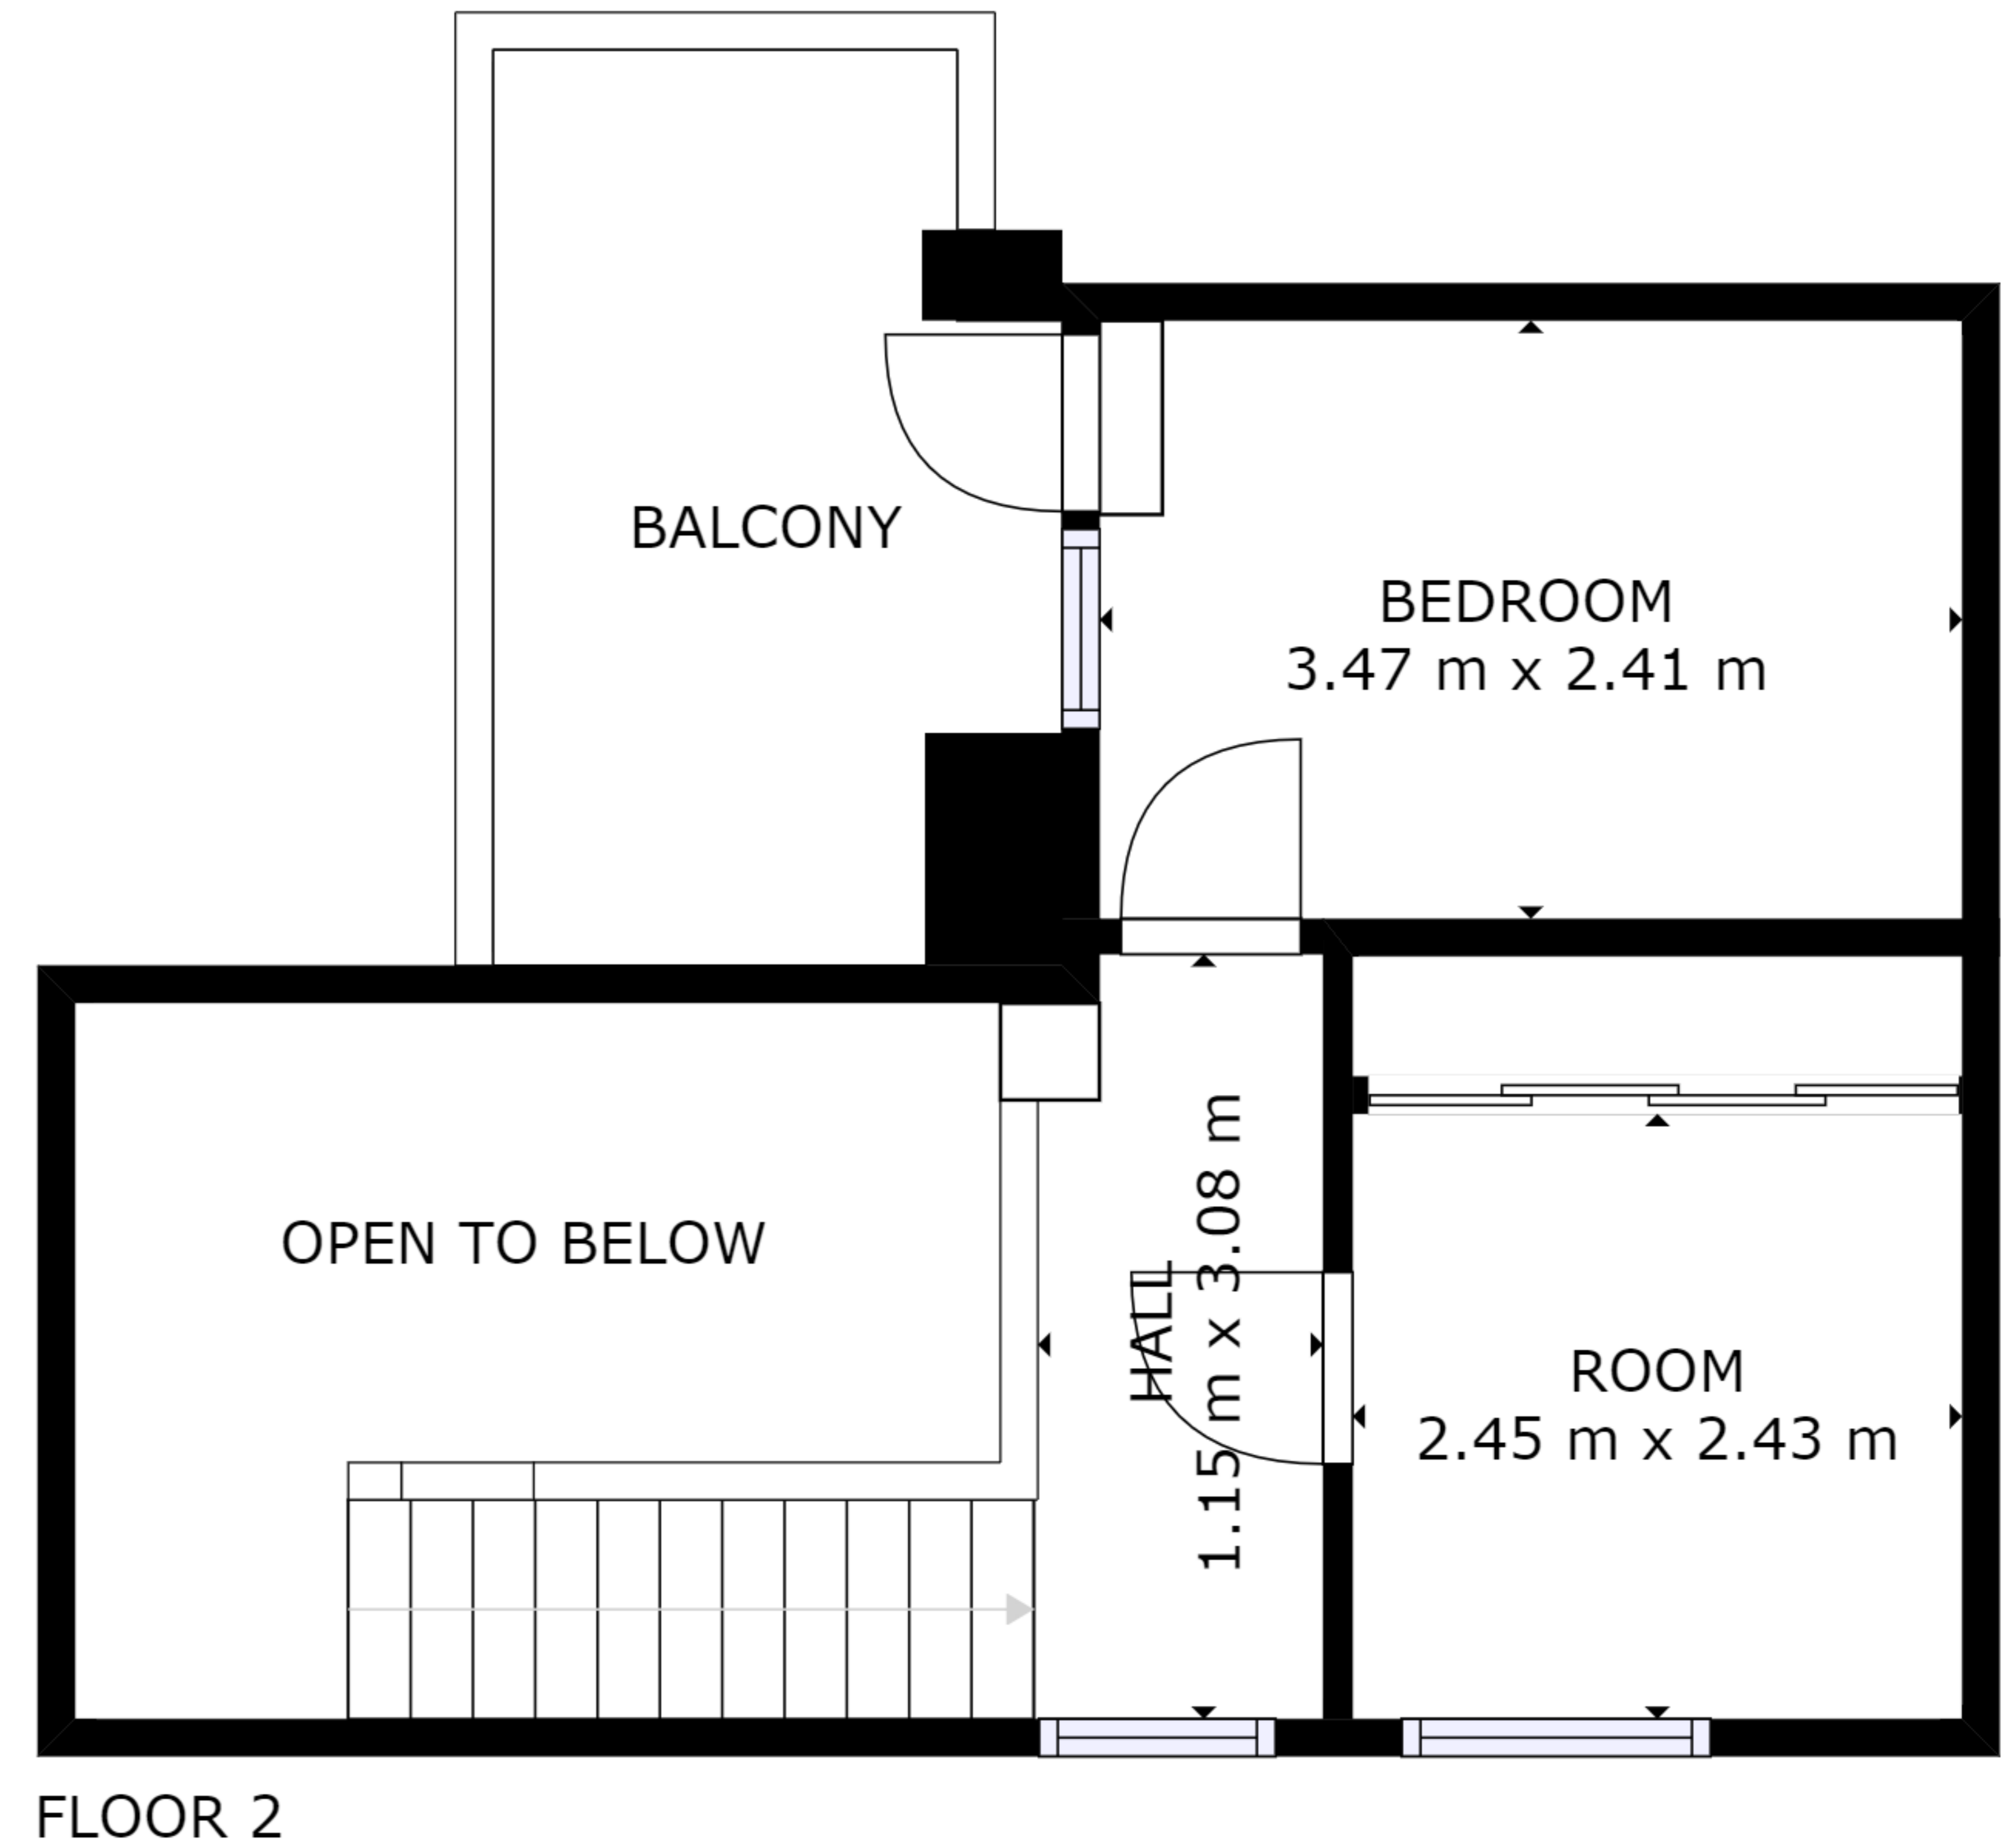 BALCONY
BEDROOM
3.47 m x 2.41 m
OPEN TO BELOW
HALL
1.15 m x 3.08 m
ROOM
2.45 m x 2.43 m
FLOOR 2